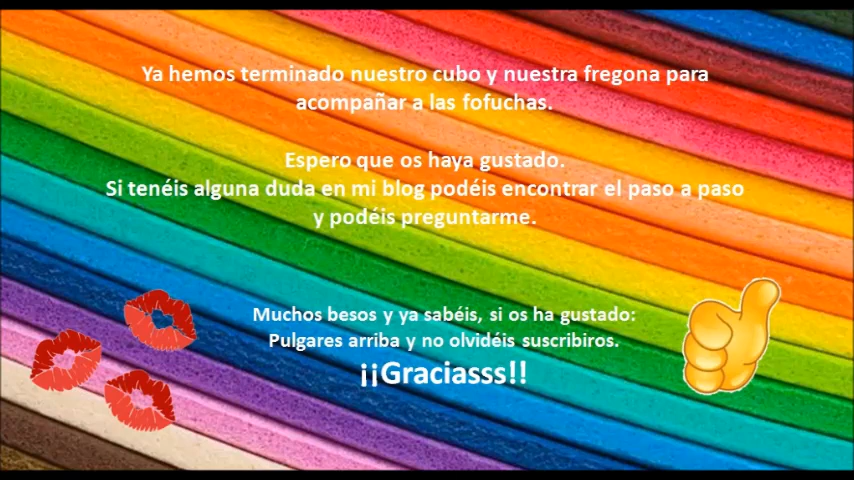 Ya hemos terminado nuestro cubo y nuestra fregona para
acompañar a las fofuchas.
Espero que os haya gustado.
Si tenéis alguna duda en mi blog podéis encontrar el paso a paso
y podéis preguntarme.
Muchos besos y ya sabéis, si os ha gustado:
Pulgares arriba y no olvidéis suscribiros.
¡¡Graciasss!!